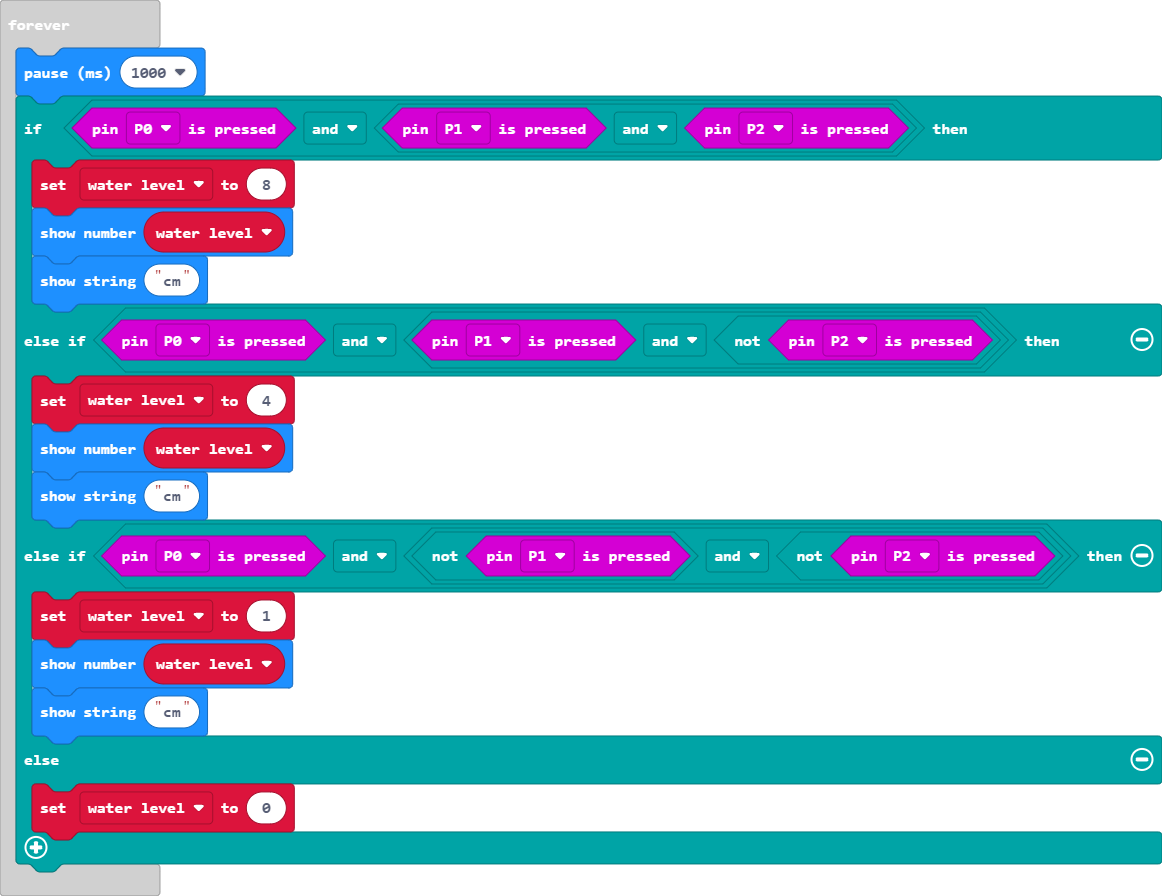 forever
pause (ms) 1000
if pin P0 is pressed and pin P1 is pressed and pin P2 is pressed then
set water level to 8
show number water level
show string "cm"
else if pin P0 is pressed and pin P1 is pressed and not pin P2 is pressed then
set water level to 4
show number water level
show string "cm"
else if pin P0 is pressed and not pin P1 is pressed and not pin P2 is pressed then
set water level to 1
show number water level
show string "cm"
else
set water level to 0